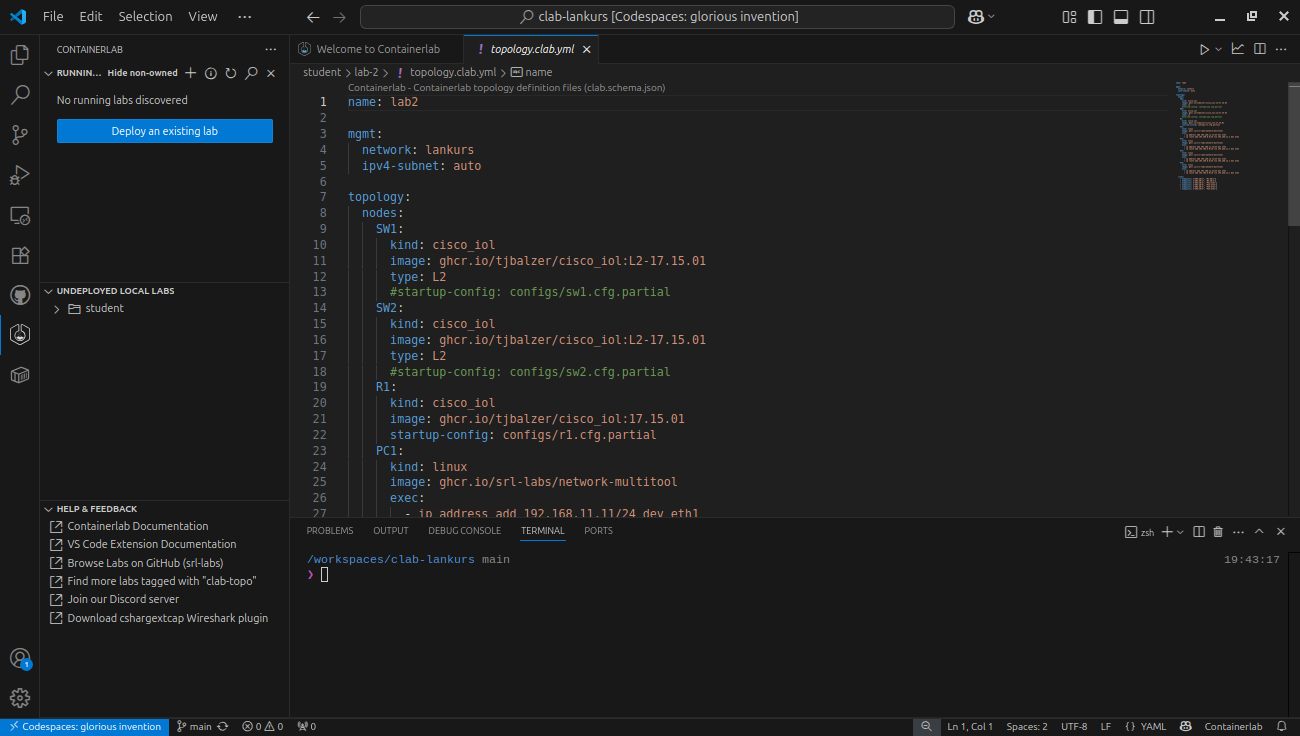 File Edit Selection View ··· clab-lankurs [Codespaces: glorious invention]
CONTAINERLAB ···
RUNNIN... Hide non-owned
No running labs discovered
Deploy an existing lab
UNDEPLOYED LOCAL LABS
student
HELP & FEEDBACK
Containerlab Documentation
VS Code Extension Documentation
Browse Labs on GitHub (srl-labs)
Find more labs tagged with "clab-topo"
Join our Discord server
Download cshargextcap Wireshark plugin
1
Welcome to Containerlab ! topology.clab.yml
student > lab-2 > ! topology.clab.yml > name
Containerlab - Containerlab topology definition files (clab.schema.json)
1 name: lab2
2
3 mgmt:
4 network: lankurs
5 ipv4-subnet: auto
6
7 topology:
8 nodes:
9 SW1:
10 kind: cisco_iol
11 image: ghcr.io/tjbalzer/cisco_iol:L2-17.15.01
12 type: L2
13 #startup-config: configs/sw1.cfg.partial
14 SW2:
15 kind: cisco_iol
16 image: ghcr.io/tjbalzer/cisco_iol:L2-17.15.01
17 type: L2
18 #startup-config: configs/sw2.cfg.partial
19 R1:
20 kind: cisco_iol
21 image: ghcr.io/tjbalzer/cisco_iol:17.15.01
22 startup-config: configs/r1.cfg.partial
23 PC1:
24 kind: linux
25 image: ghcr.io/srl-labs/network-multitool
26 exec:
27 - ip address add 192.168.11.11/24 dev eth1
PROBLEMS OUTPUT DEBUG CONSOLE TERMINAL PORTS zsh
/workspaces/clab-lankurs main 19:43:17
❯
Codespaces: glorious invention main 0 0 0 Ln 1, Col 1 Spaces: 2 UTF-8 LF {} YAML Containerlab